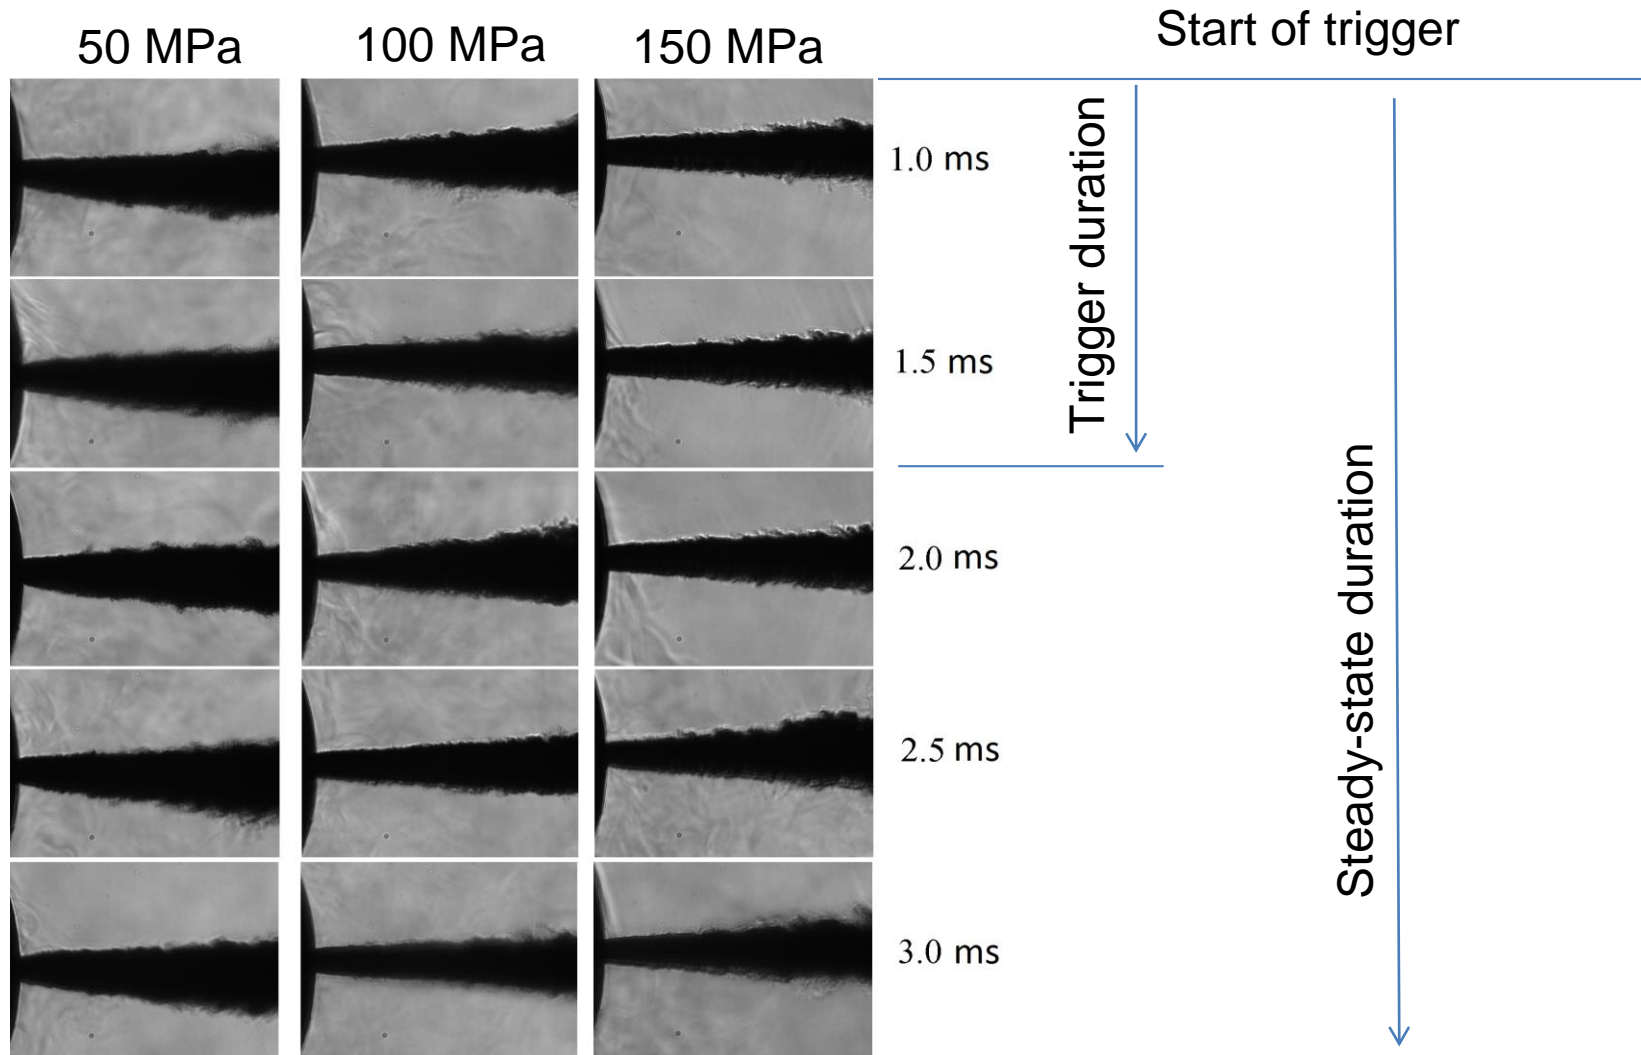 50 MPa
100 MPa
150 MPa
Start of trigger
1.0 ms
1.5 ms
2.0 ms
2.5 ms
3.0 ms
Trigger duration
Steady-state duration